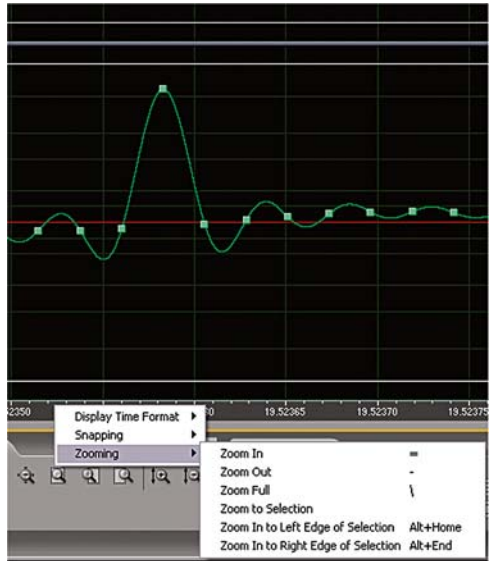 2350
60
19.52365
19.52370
19.52375
Display Time Format
Snapping
Zooming
Zoom In =
Zoom Out -
Zoom Full \
Zoom to Selection
Zoom In to Left Edge of Selection Alt+Home
Zoom In to Right Edge of Selection Alt+End